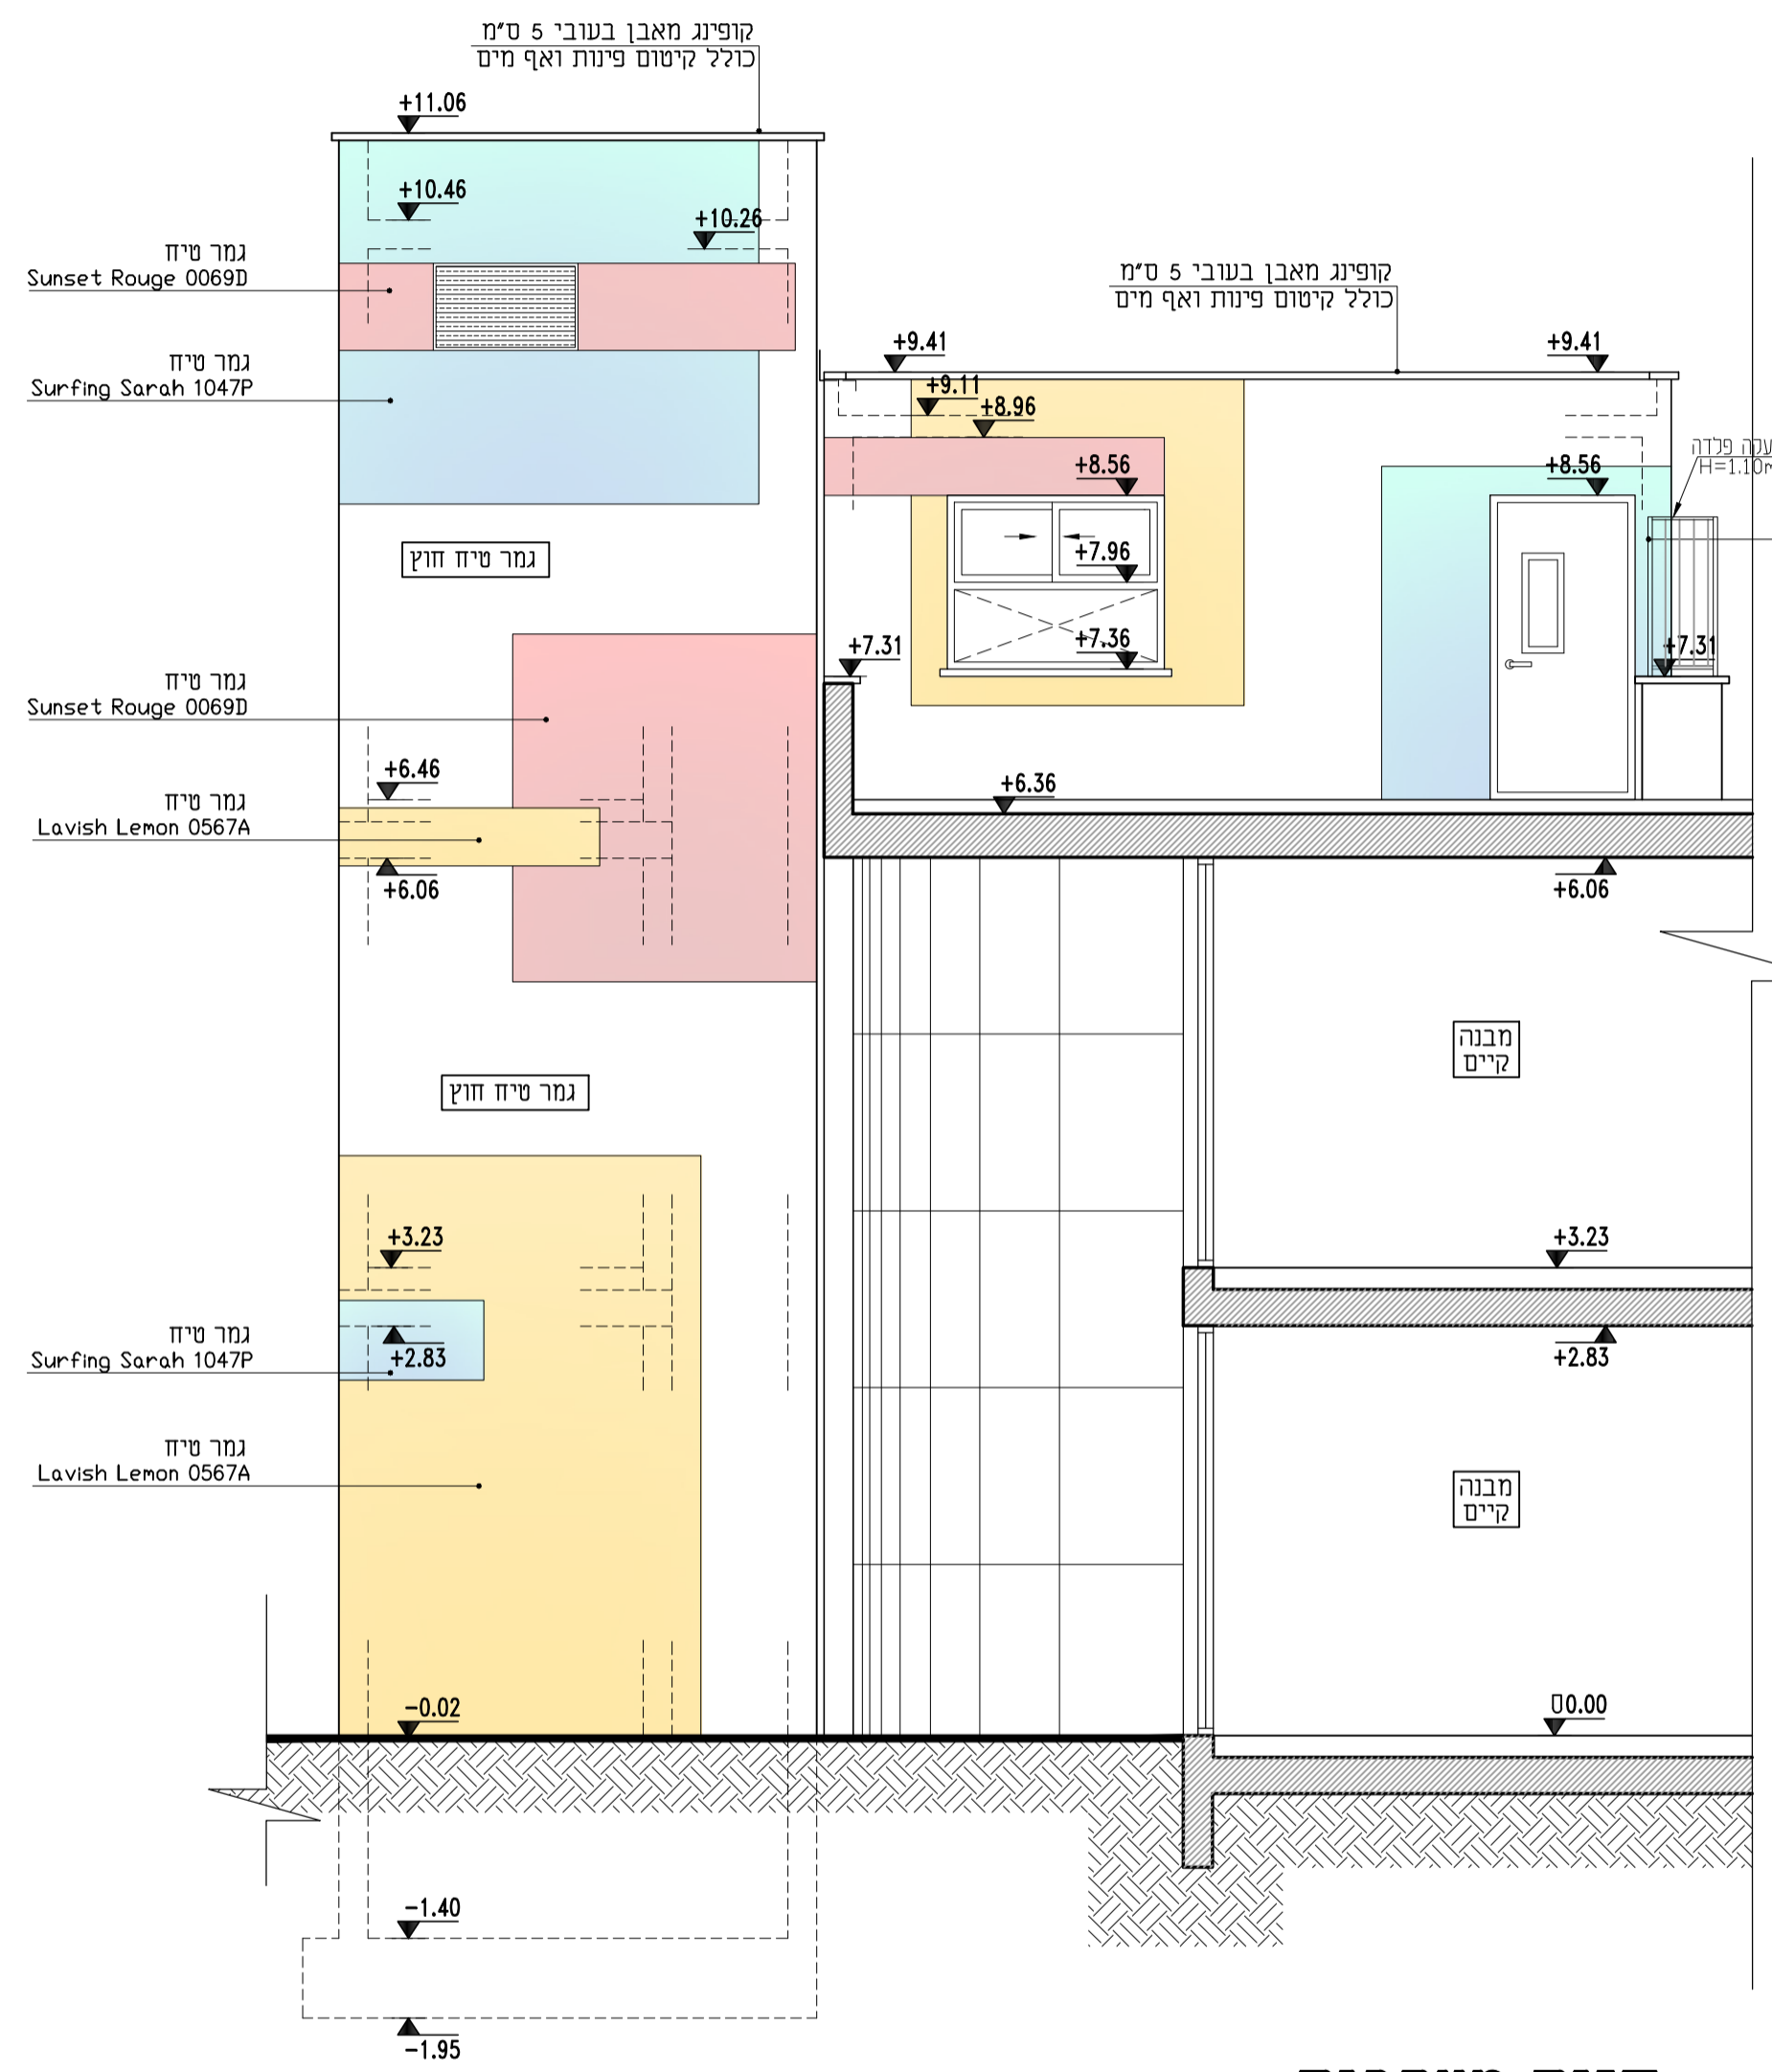 קופינג מאבן בעובי 5 ס"מ
כולל קיטום פינות ואף מים
+11.06
+10.46
+10.26
גמר טיח
Sunset Rouge 0069D
קופינג מאבן בעובי 5 ס"מ
כולל קיטום פינות ואף מים
+9.41
+9.41
גמר טיח
Surfing Sarah 1047P
+9.11
+8.96
+8.56
+8.56
פלדה
H=1.10
גמר טיח חוץ
+7.96
+7.36
+7.31
+7.31
גמר טיח
Sunset Rouge 0069D
+6.46
+6.36
גמר טיח
Lavish Lemon 0567A
+6.06
+6.06
מבנה
קיים
גמר טיח חוץ
+3.23
+3.23
גמר טיח
Surfing Sarah 1047P
+2.83
+2.83
גמר טיח
Lavish Lemon 0567A
מבנה
קיים
-0.02
0.00
-1.40
-1.95